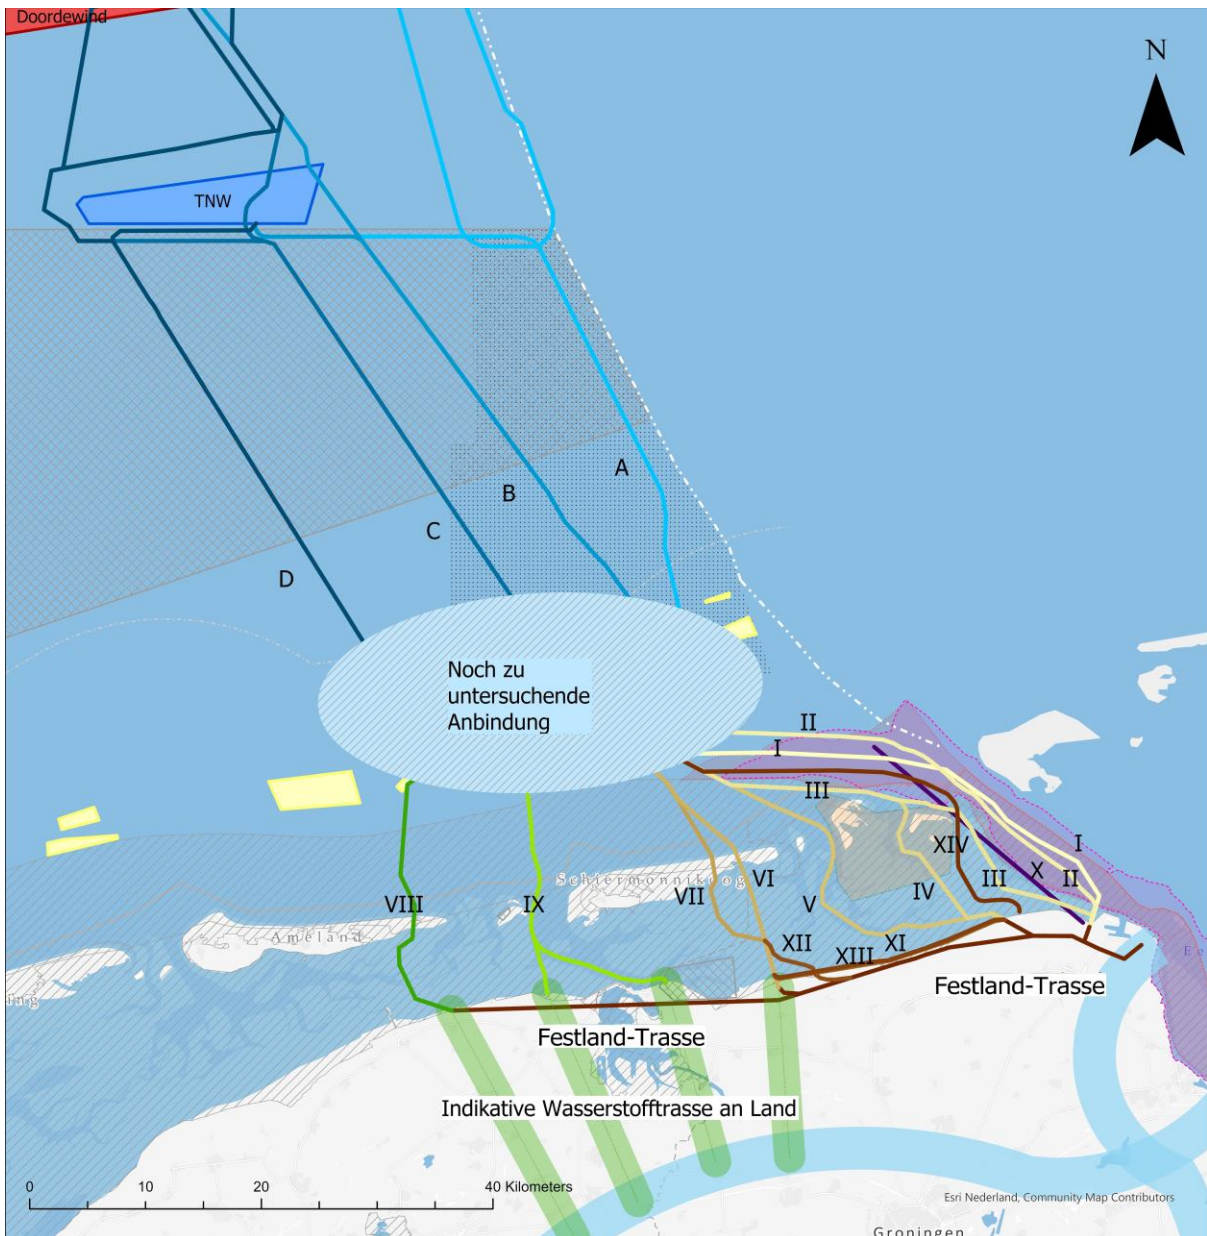 Doordewind
N
TNW
A
B
C
D
Noch zu
untersuchende
Anbindung
II
I
III
XIV
I
X
II
III
IV
V
VI
VII
VIII
IX
Schiermonnikoog
Ameland
XII
XIII
XI
Festland-Trasse
Festland-Trasse
Indikative Wasserstofftrasse an Land
0 10 20 40 Kilometers
Esri Nederland, Community Map Contributors
Groningen